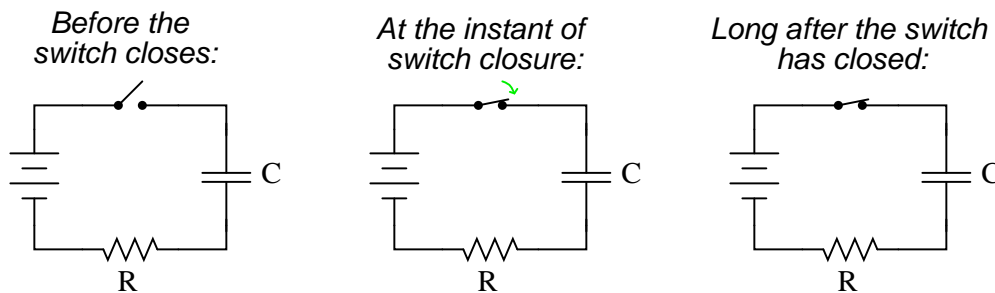 Before the
switch closes:
C
R
At the instant of
switch closure:
C
R
Long after the switch
has closed:
C
R